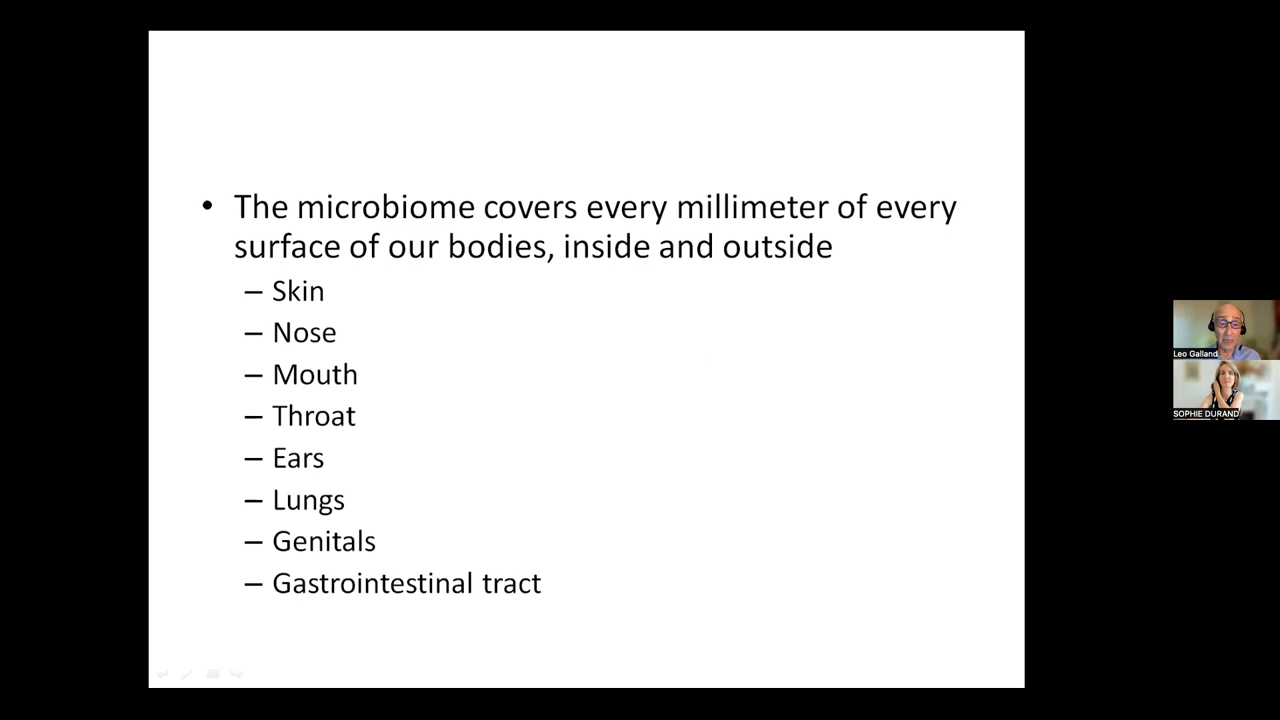 • The microbiome covers every millimeter of every
surface of our bodies, inside and outside
– Skin
– Nose
– Mouth
– Throat
– Ears
– Lungs
– Genitals
– Gastrointestinal tract
Leo Galland
SOPHIE DURAND